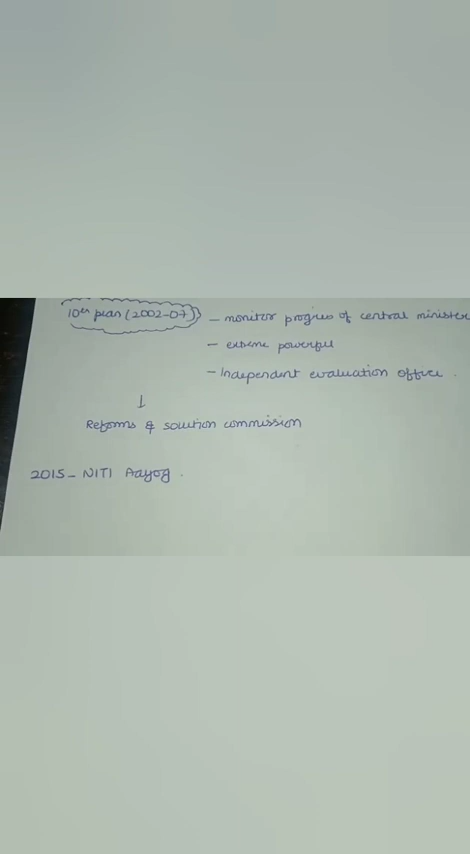 10th plan (2002-07) - monitor progres of central minister
- extreme powerful
- Independent evaluation office.
↓
Reforms & solution commission
2015 - NITI Aayog.